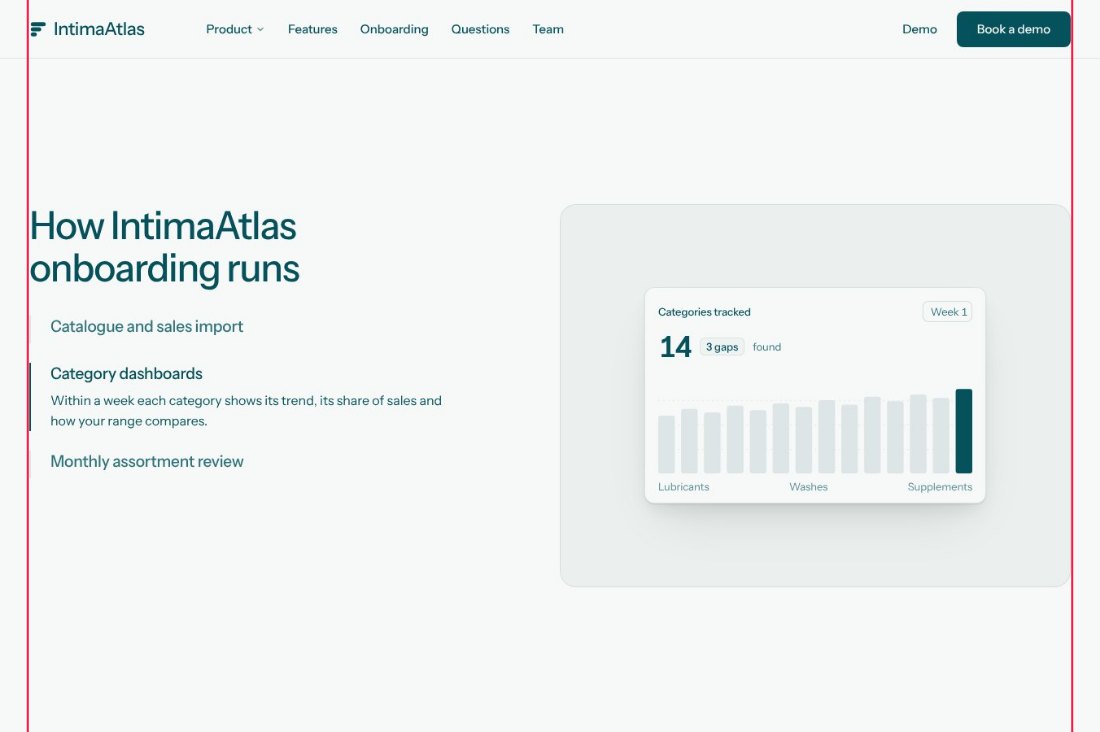 IntimaAtlas
Product
Features
Onboarding
Questions
Team
Demo
Book a demo
How IntimaAtlas
onboarding runs
Catalogue and sales import
Category dashboards
Within a week each category shows its trend, its share of sales and
how your range compares.
Monthly assortment review
Categories tracked
Week 1
14
3 gaps
found
Lubricants
Washes
Supplements